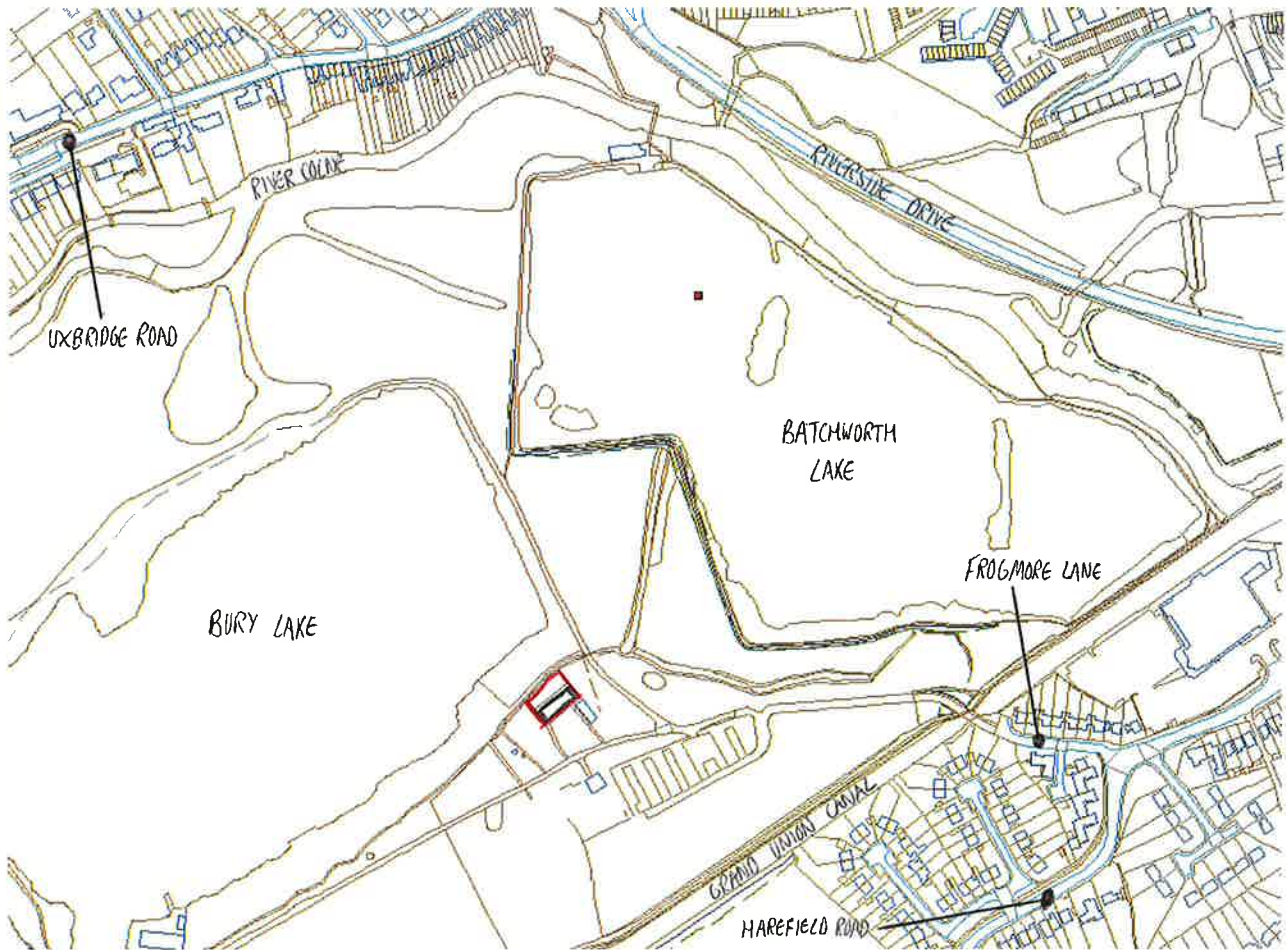 RIVER COLNE
RIVERSIDE DRIVE
UXBRIDGE ROAD
BATCHWORTH
LAKE
FROGMORE LANE
BURY LAKE
GRAND UNION CANAL
HAREFIELD ROAD